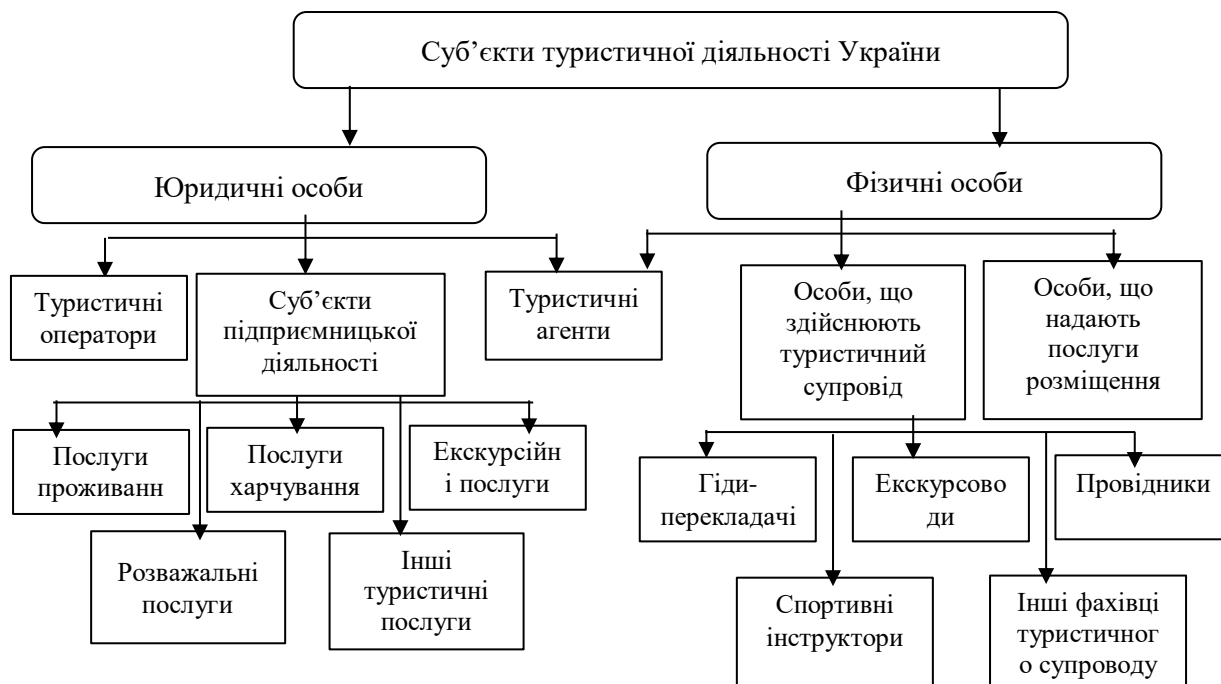 Суб’єкти туристичної діяльності України
Юридичні особи
Фізичні особи
Туристичні
оператори
Суб’єкти
підприємницької
діяльності
Туристичні
агенти
Особи, що
здійснюють
туристичний
супровід
Особи, що
надають
послуги
розміщення
Послуги
проживанн
Послуги
харчування
Екскурсійн
і послуги
Гіди-
перекладачі
Екскурсово
ди
Провідники
Розважальні
послуги
Інші
туристичні
послуги
Спортивні
інструктори
Інші фахівці
туристичног
о супроводу